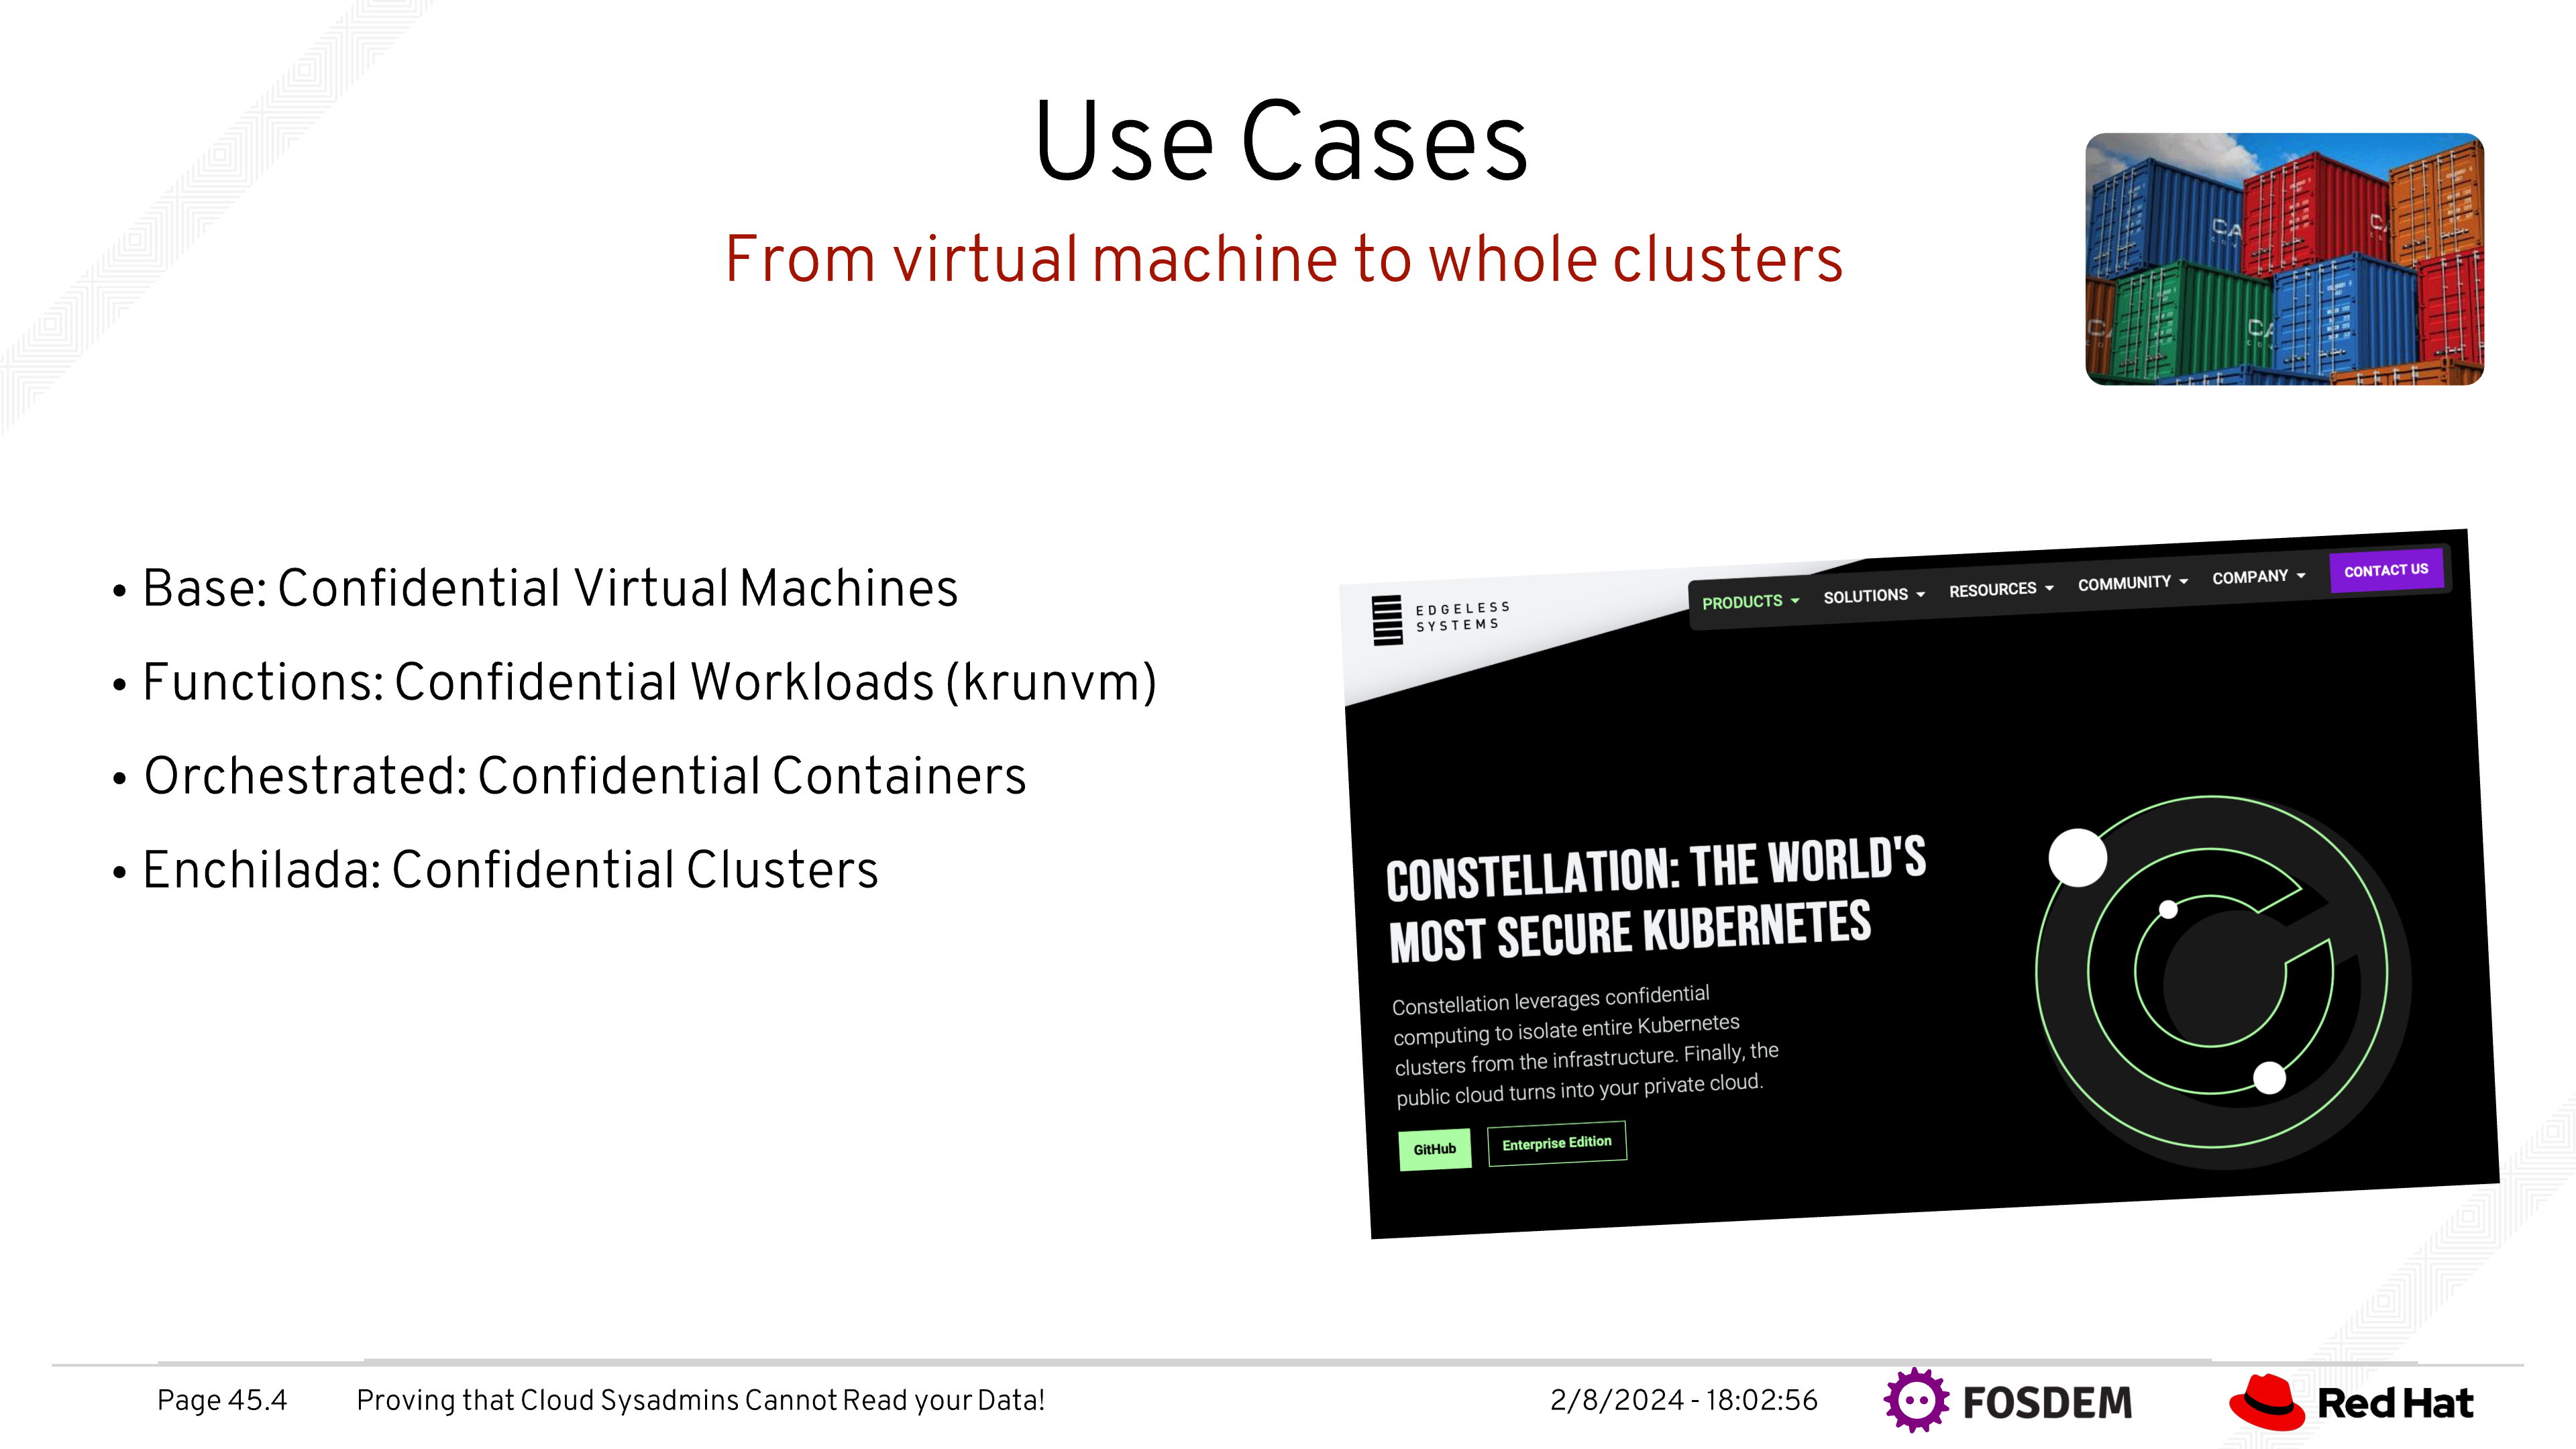 Use Cases
From virtual machine to whole clusters
• Base: Confidential Virtual Machines
• Functions: Confidential Workloads (krunvm)
• Orchestrated: Confidential Containers
• Enchilada: Confidential Clusters
EDGELESS
SYSTEMS
PRODUCTS SOLUTIONS RESOURCES COMMUNITY COMPANY CONTACT US
CONSTELLATION: THE WORLD'S
MOST SECURE KUBERNETES
Constellation leverages confidential
computing to isolate entire Kubernetes
clusters from the infrastructure. Finally, the
public cloud turns into your private cloud.
GitHub Enterprise Edition
Page 45.4 Proving that Cloud Sysadmins Cannot Read your Data! 2/8/2024 - 18:02:56 FOSDEM Red Hat